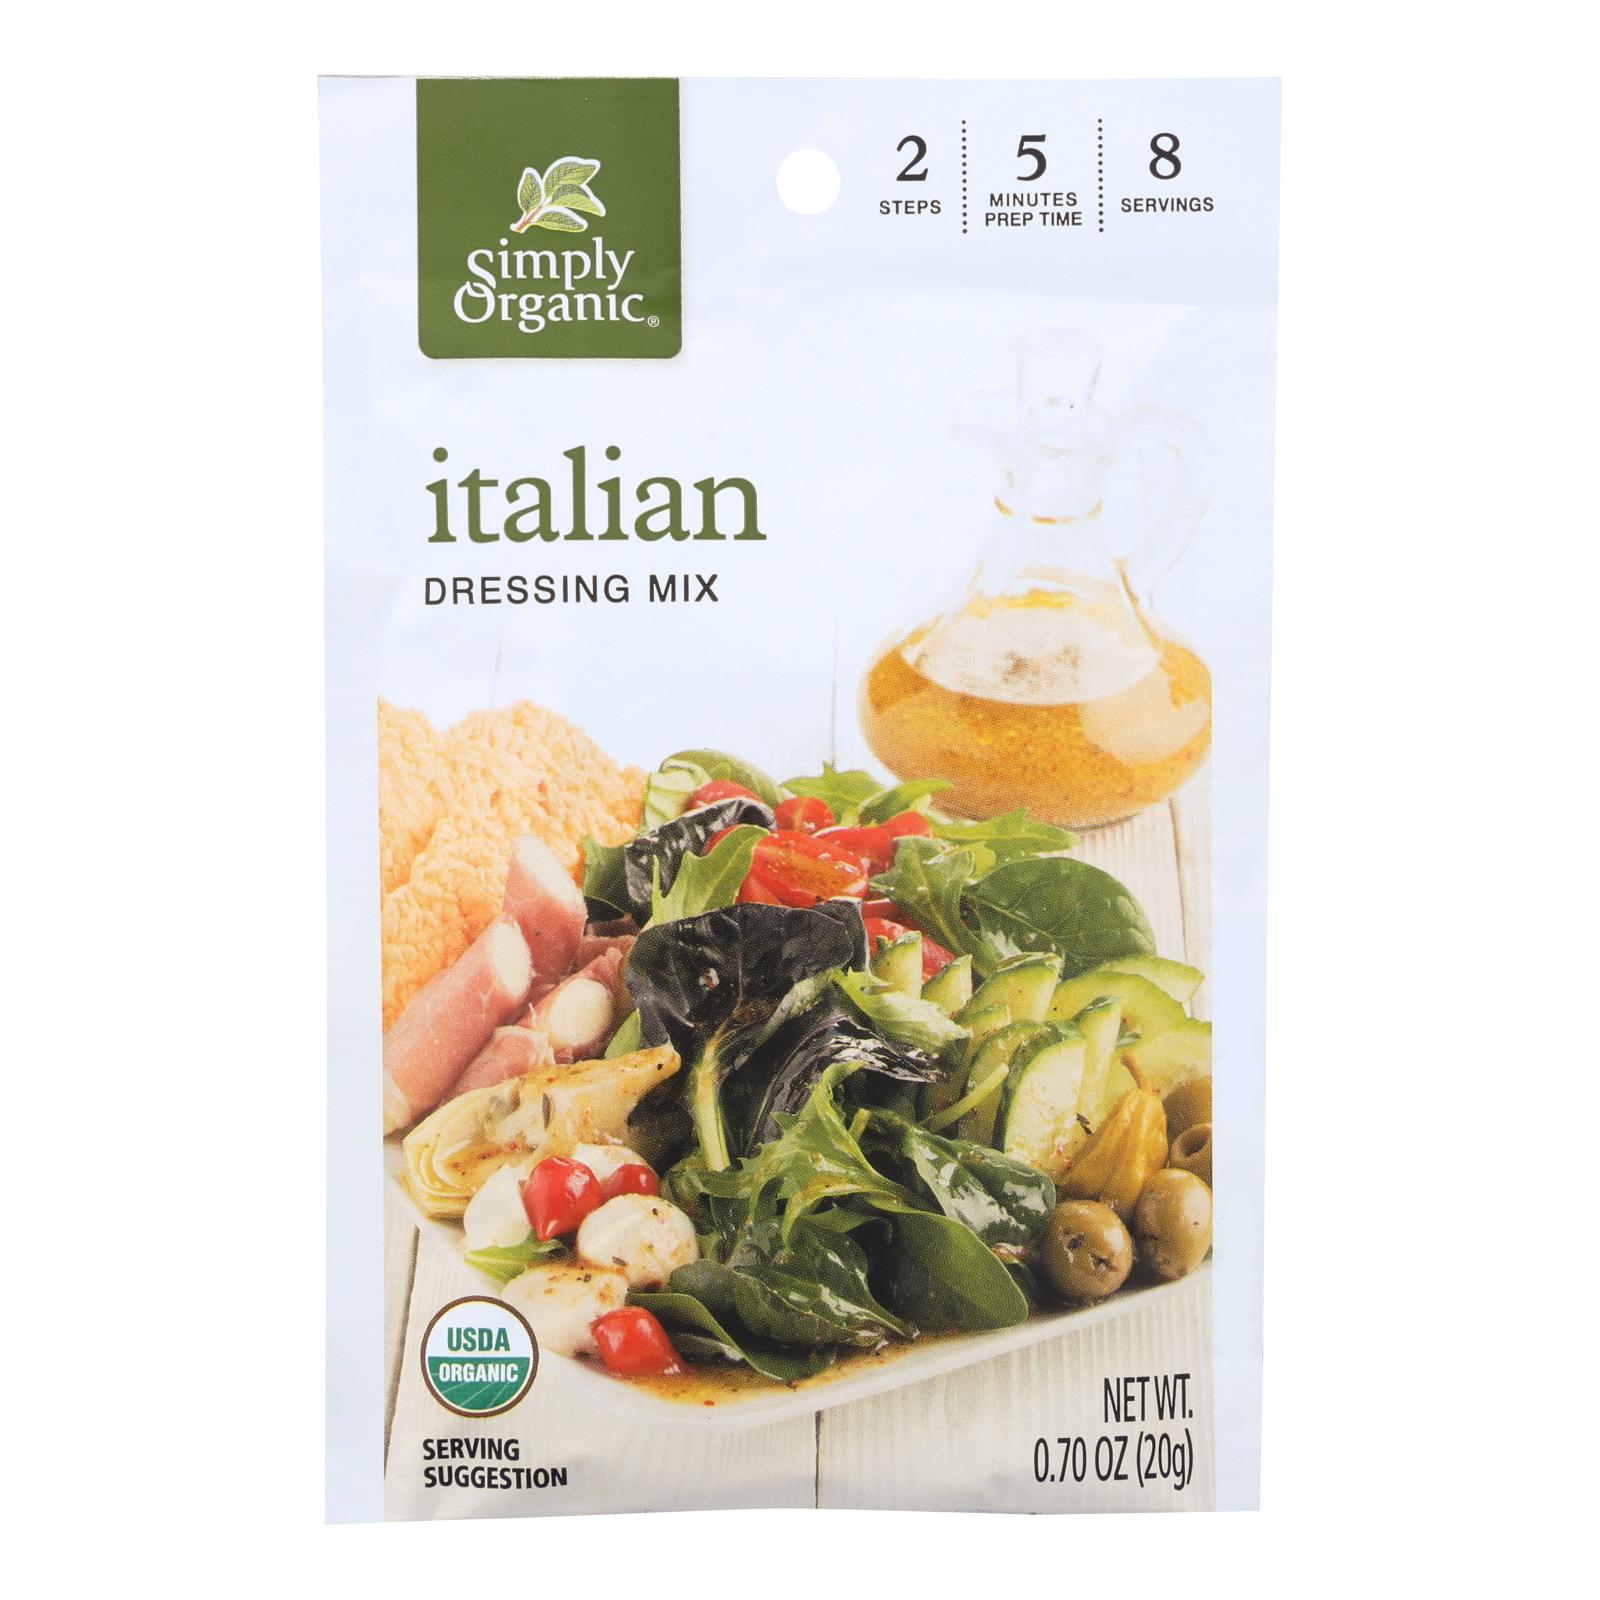 Simply
Organic®
2
STEPS
5
MINUTES
PREP TIME
8
SERVINGS
italian
DRESSING MIX
USDA
ORGANIC
SERVING
SUGGESTION
NET WT.
0.70 OZ (20g)